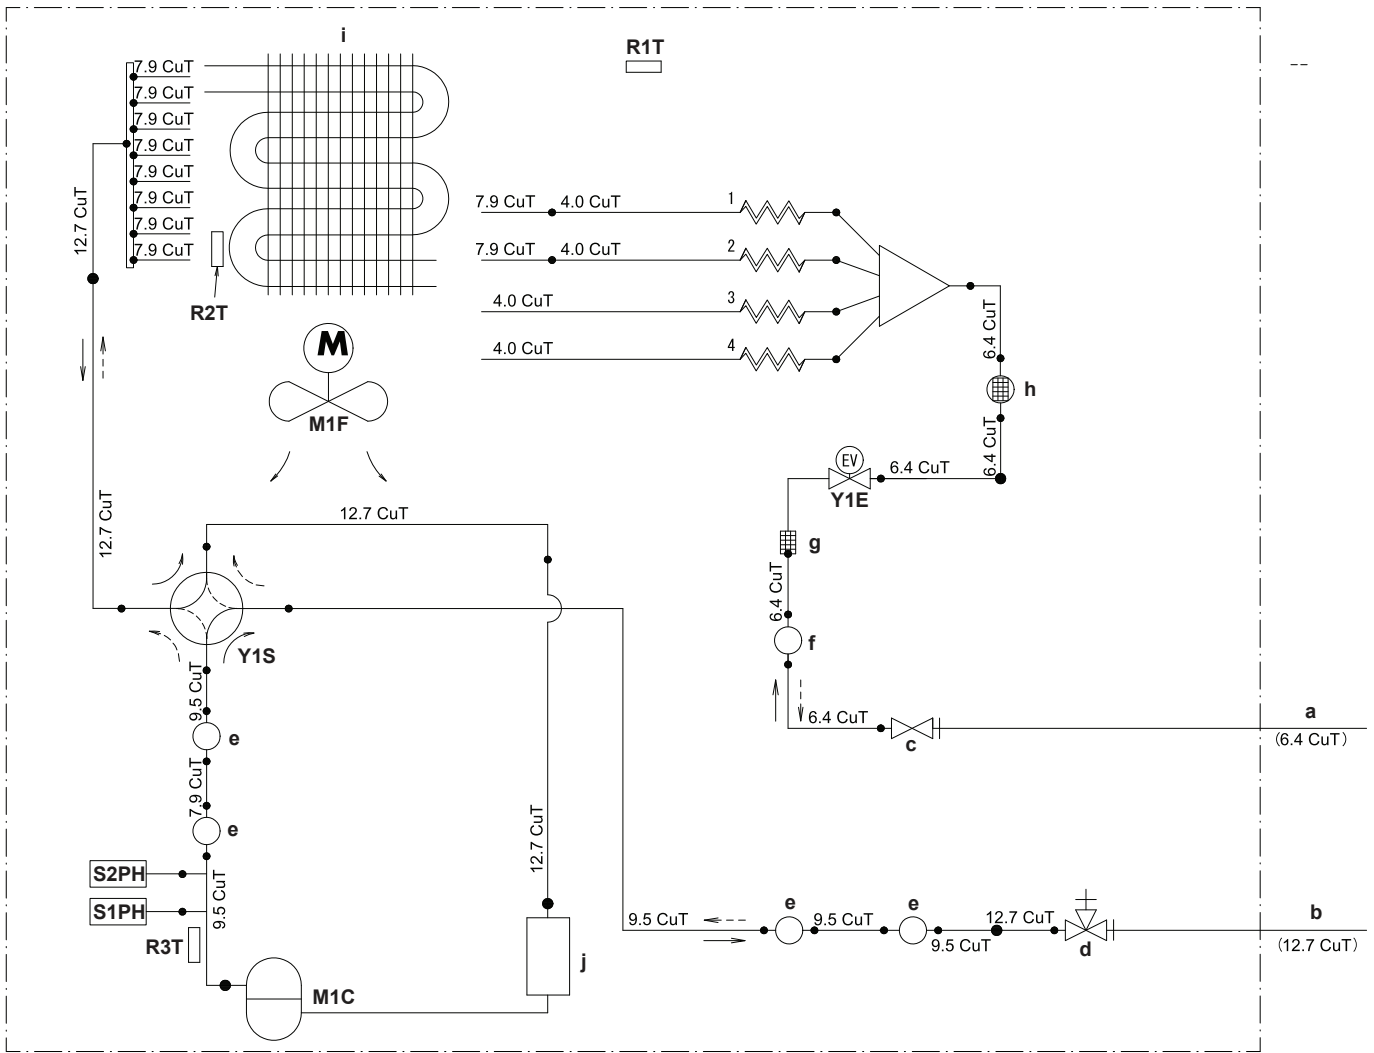 i
R1T
--
7.9 CuT
7.9 CuT
7.9 CuT
7.9 CuT
7.9 CuT
7.9 CuT
7.9 CuT
7.9 CuT
12.7 CuT
R2T
7.9 CuT
4.0 CuT
1
7.9 CuT
4.0 CuT
2
4.0 CuT
3
4.0 CuT
4
6.4 CuT
h
6.4 CuT
M
M1F
EV
6.4 CuT
Y1E
g
6.4 CuT
f
6.4 CuT
c
a
(6.4 CuT)
12.7 CuT
12.7 CuT
Y1S
9.5 CuT
e
7.9 CuT
e
S2PH
S1PH
9.5 CuT
R3T
M1C
12.7 CuT
j
9.5 CuT
e
9.5 CuT
e
9.5 CuT
12.7 CuT
d
b
(12.7 CuT)